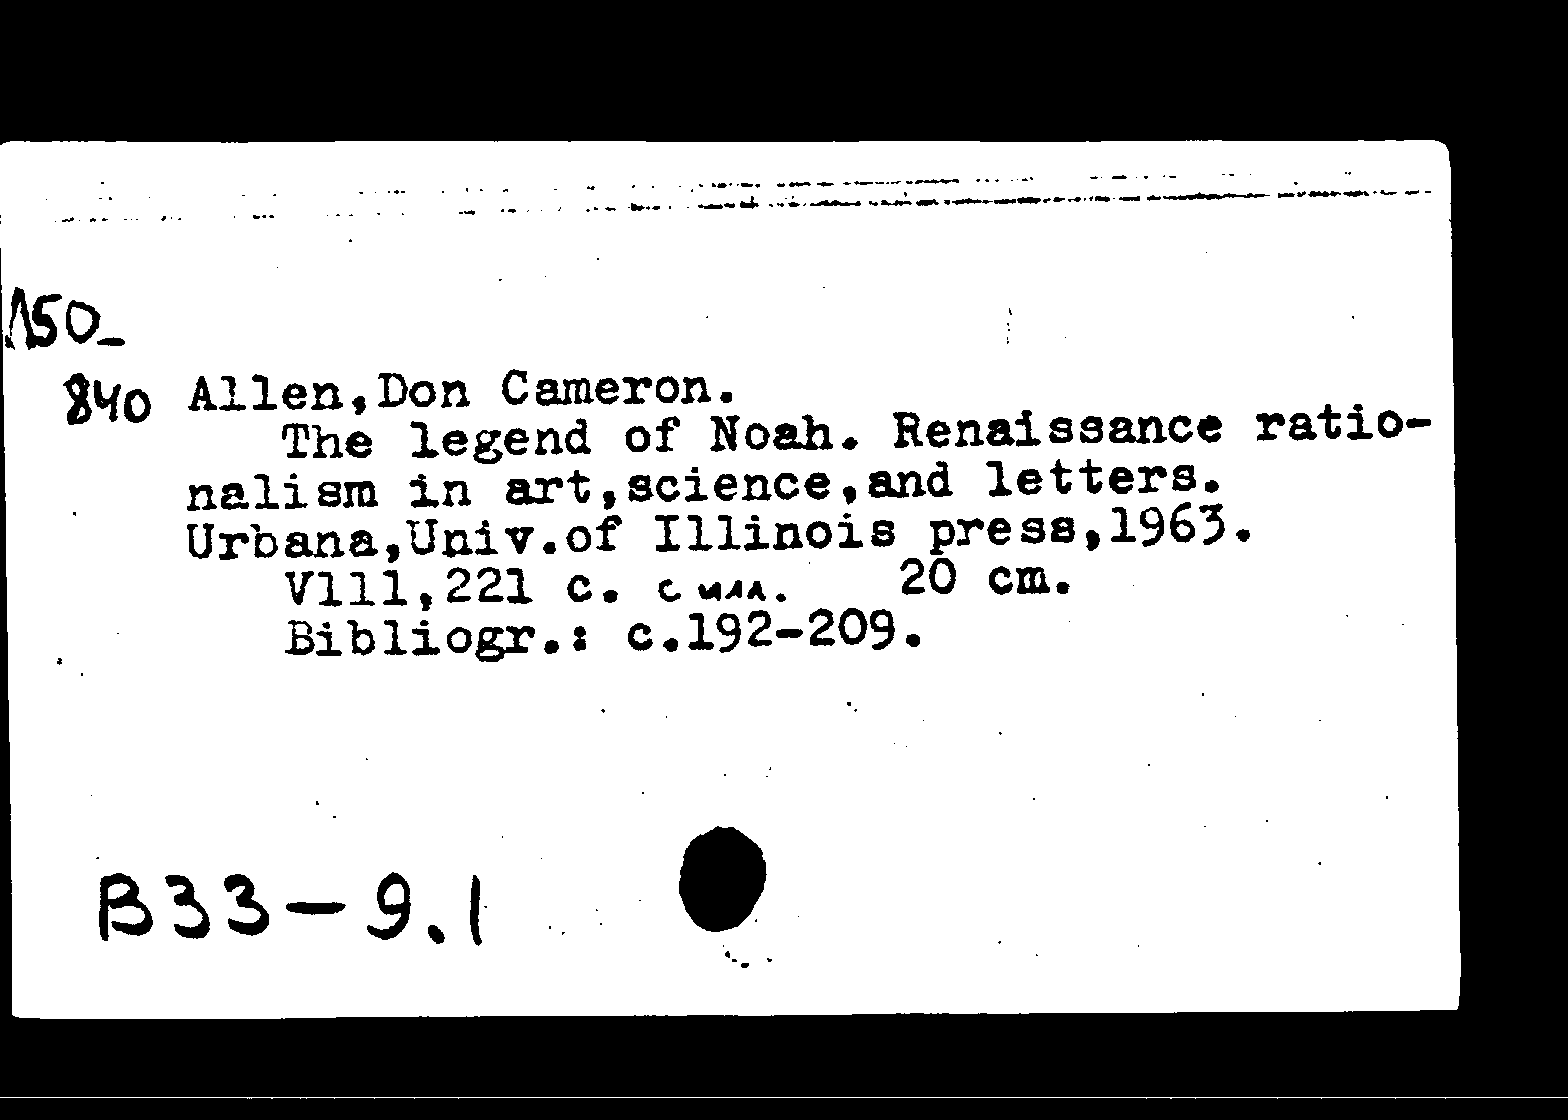 150_
840 Allen,Don Cameron.
The legend of Noah. Renaissance ratio-
nalism in art,science,and letters.
Urbana,Univ.of Illinois press,1963.
V111,221 с. с илл. 20 cm.
Bibliogr.: с.192-209.
B33-9.1